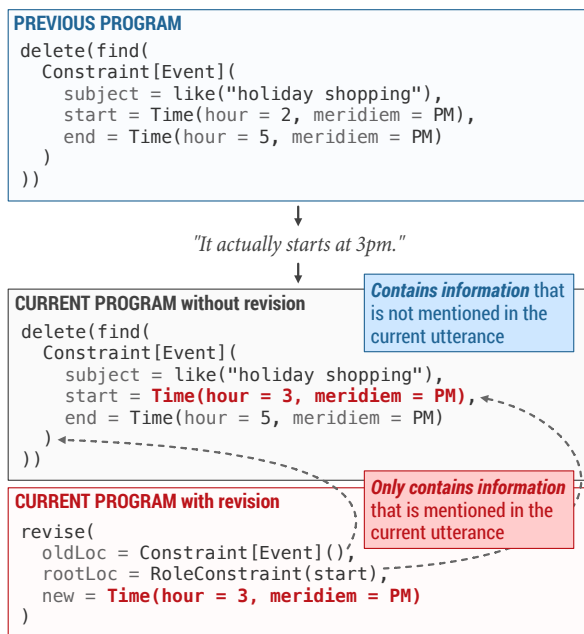 PREVIOUS PROGRAM
delete(find(
  Constraint[Event](
    subject = like("holiday shopping"),
    start = Time(hour = 2, meridiem = PM),
    end = Time(hour = 5, meridiem = PM)
  )
))
"It actually starts at 3pm."
CURRENT PROGRAM without revision
Contains information that
is not mentioned in the
current utterance
delete(find(
  Constraint[Event](
    subject = like("holiday shopping"),
    start = Time(hour = 3, meridiem = PM),
    end = Time(hour = 5, meridiem = PM)
  )
))
CURRENT PROGRAM with revision
Only contains information
that is mentioned in the
current utterance
revise(
  oldLoc = Constraint[Event](),
  rootLoc = RoleConstraint(start),
  new = Time(hour = 3, meridiem = PM)
)